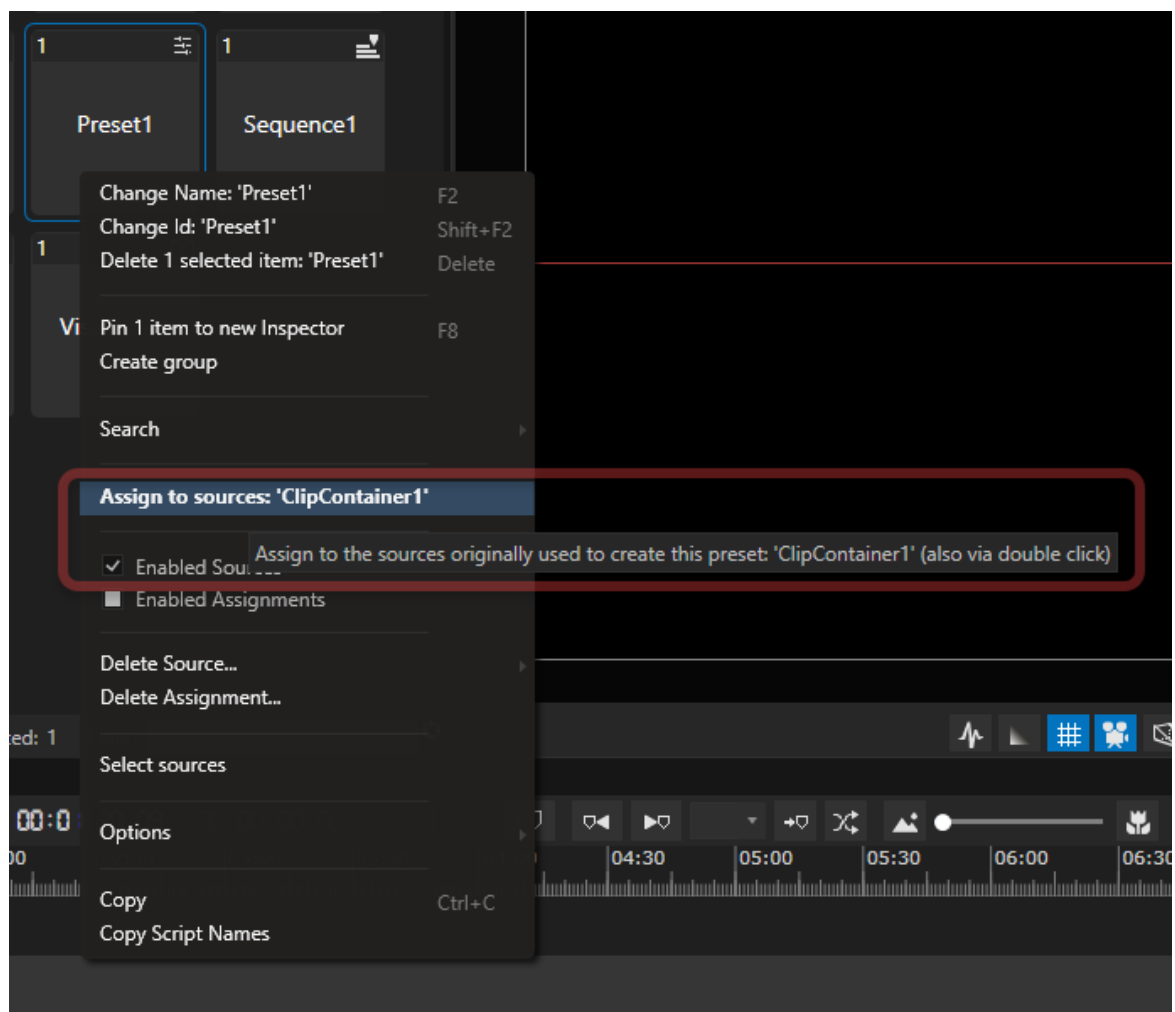 1
1
Preset1
Sequence1
Change Name: 'Preset1'
F2
Change Id: 'Preset1'
Shift+F2
Delete 1 selected item: 'Preset1'
Delete
1
Vi
Pin 1 item to new Inspector
F8
Create group
Search
Assign to sources: 'ClipContainer1'
Assign to the sources originally used to create this preset: 'ClipContainer1' (also via double click)
Enabled Sou
Enabled Assignments
Delete Source...
Delete Assignment...
ted: 1
Select sources
00:0
Options
00
04:30
05:00
05:30
06:00
06:30
Copy
Ctrl+C
Copy Script Names